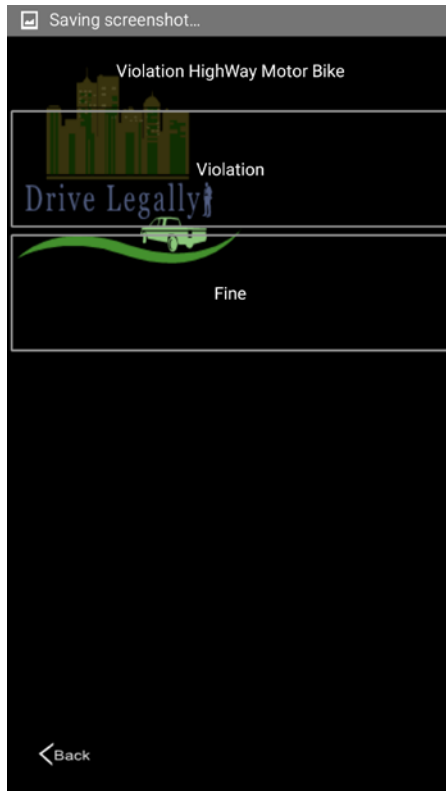 Saving screenshot...
Violation HighWay Motor Bike
Violation
Drive Legally
Fine
Back